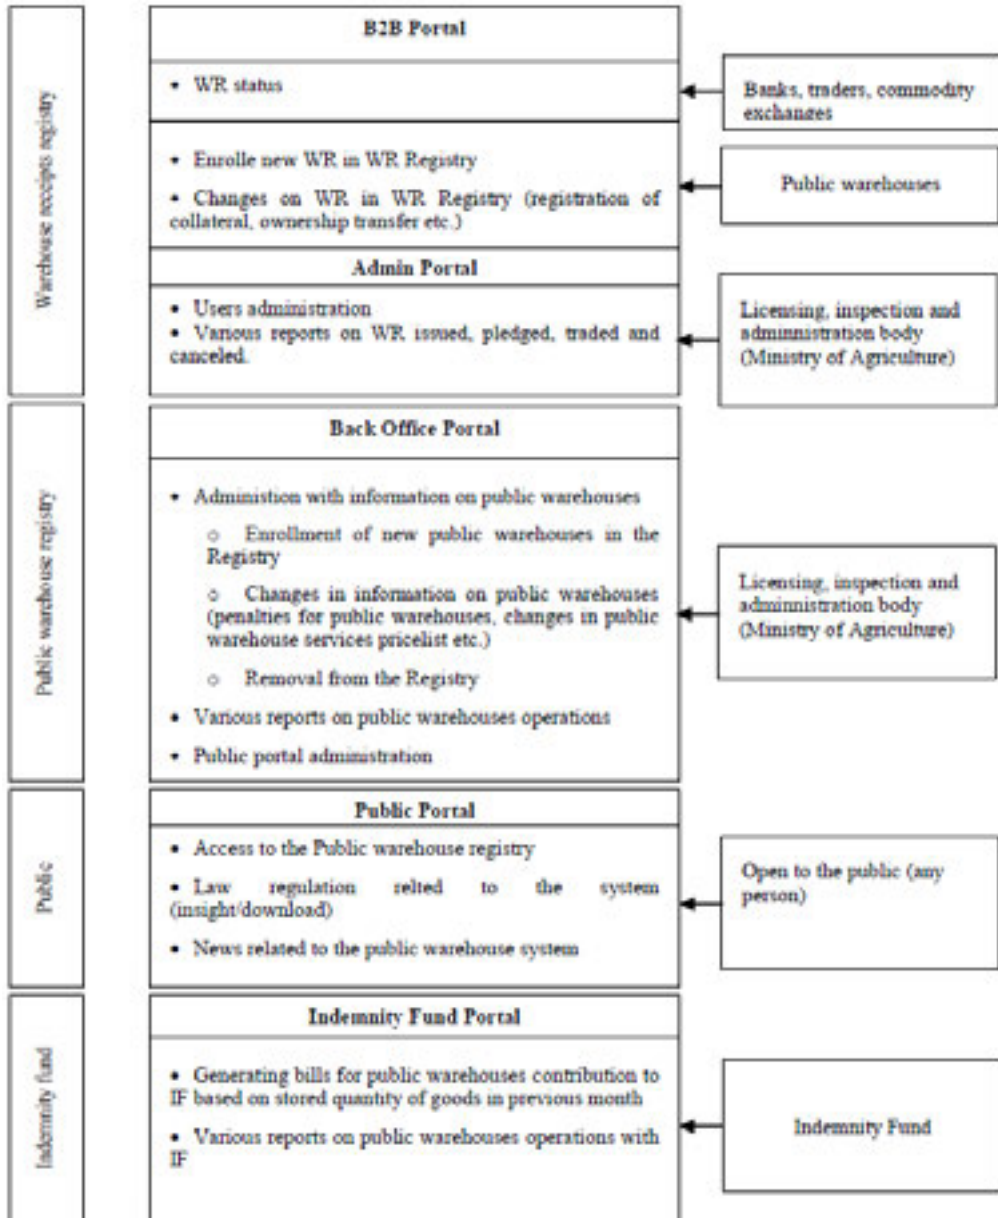 Warehouse receipts registry
B2B Portal
• WR status
Banks, traders, commodity
exchanges
• Enrolle new WR in WR Registry
• Changes on WR in WR Registry (registration of
collateral, ownership transfer etc.)
Public warehouses
Admin Portal
• Users administration
• Various reports on WR issued, pledged, traded and
canceled.
Licensing, inspection and
adminnistration body
(Ministry of Agriculture)
Public warehouse registry
Back Office Portal
• Administion with information on public warehouses
o Enrollment of new public warehouses in the
Registry
o Changes in information on public warehouses
(penalties for public warehouses, changes in public
warehouse services pricelist etc.)
o Removal from the Registry
• Various reports on public warehouses operations
• Public portal administration
Licensing, inspection and
adminnistration body
(Ministry of Agriculture)
Public
Public Portal
• Access to the Public warehouse registry
• Law regulation relted to the system
(insight/download)
• News related to the public warehouse system
Open to the public (any
person)
Indemnity fund
Indemnity Fund Portal
• Generating bills for public warehouses contribution to
IF based on stored quantity of goods in previous month
• Various reports on public warehouses operations with
IF
Indemnity Fund